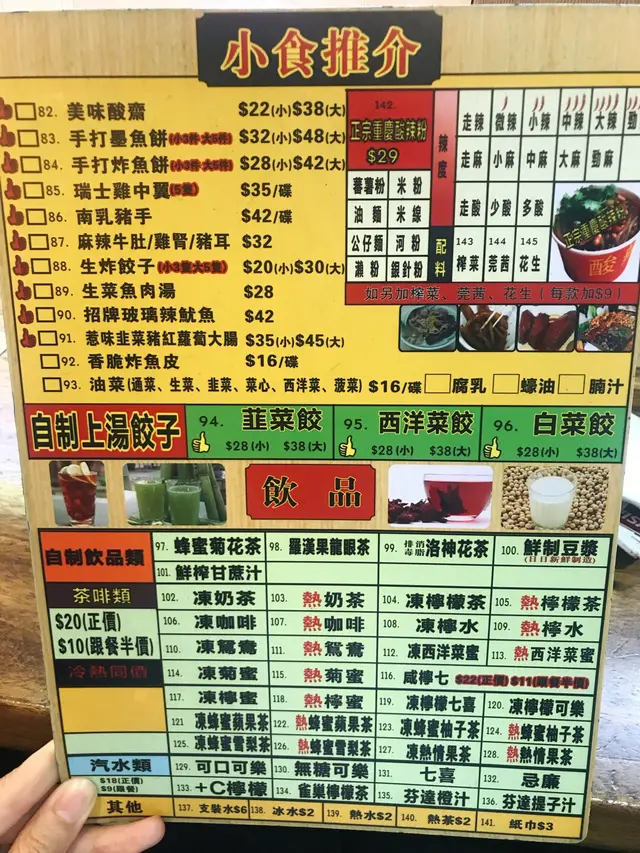 小食推介
82. 美味酸齋 $22(小)$38(大)
83. 手打墨魚餅(小3件 大5件) $32(小)$48(大)
84. 手打炸魚餅(小3件 大5件) $28(小)$42(大)
85. 瑞士雞中翼(5隻) $35/碟
86. 南乳豬手 $42/碟
87. 麻辣牛肚/雞腎/豬耳 $32
88. 生炸餃子(小3隻大5隻) $20(小)$30(大)
89. 生菜魚肉湯 $28
90. 招牌玻璃辣魷魚 $42
91. 惹味韭菜豬紅蘿蔔大腸 $35(小)$45(大)
92. 香脆炸魚皮 $16/碟
93. 油菜(通菜、生菜、韭菜、菜心、西洋菜、菠菜) $16/碟 腐乳 蠔油 腩汁
142.
正宗重慶酸辣粉
$29
蕃薯粉 米粉
油麵 米線
公仔麵 河粉
瀨粉 銀針粉
辣度
走辣 微辣 小辣 中辣 大辣 勁辣
走麻 小麻 中麻 大麻 勁麻
走酸 少酸 多酸
配料
143 榨菜 144 莞茜 145 花生
正宗重慶酸辣粉
酸
如另加榨菜、莞茜、花生（每款加$9）
自制上湯餃子
94. 韮菜餃 $28(小) $38(大)
95. 西洋菜餃 $28(小) $38(大)
96. 白菜餃 $28(小) $38(大)
飲品
自制飲品類
97. 蜂蜜菊花茶 98. 羅漢果龍眼茶 99. 排毒消脂洛神花茶 100. 鮮制豆漿
(日日新鮮制造)
101. 鮮榨甘蔗汁
茶啡類
$20(正價)
$10(跟餐半價)
冷熱同價
102. 凍奶茶 103. 熱奶茶 104. 凍檸檬茶 105. 熱檸檬茶
106. 凍咖啡 107. 熱咖啡 108. 凍檸水 109. 熱檸水
110. 凍鴛鴦 111. 熱鴛鴦 112. 凍西洋菜蜜 113. 熱西洋菜蜜
114. 凍菊蜜 115. 熱菊蜜 116. 咸檸七 $22(正價) $11(跟餐半價)
117. 凍檸蜜 118. 熱檸蜜 119. 凍檸檬七喜 120. 凍檸檬可樂
121 凍蜂蜜蘋果茶 122. 熱蜂蜜蘋果茶 123. 凍蜂蜜柚子茶 124. 熱蜂蜜柚子茶
125. 凍蜂蜜雪梨茶 126. 熱蜂蜜雪梨茶 127. 凍熱情果茶 128. 熱熱情果茶
汽水類
$18(正價)
$9(跟餐)
129. 可口可樂 130. 無糖可樂 131. 七喜 132. 忌廉
133. +C檸檬 134. 雀巢檸檬茶 135. 芬達橙汁 136. 芬達提子汁
其他
137. 支裝水$6 138. 冰水$2 139. 熱水$2 140. 熱茶$2 141. 紙巾$3